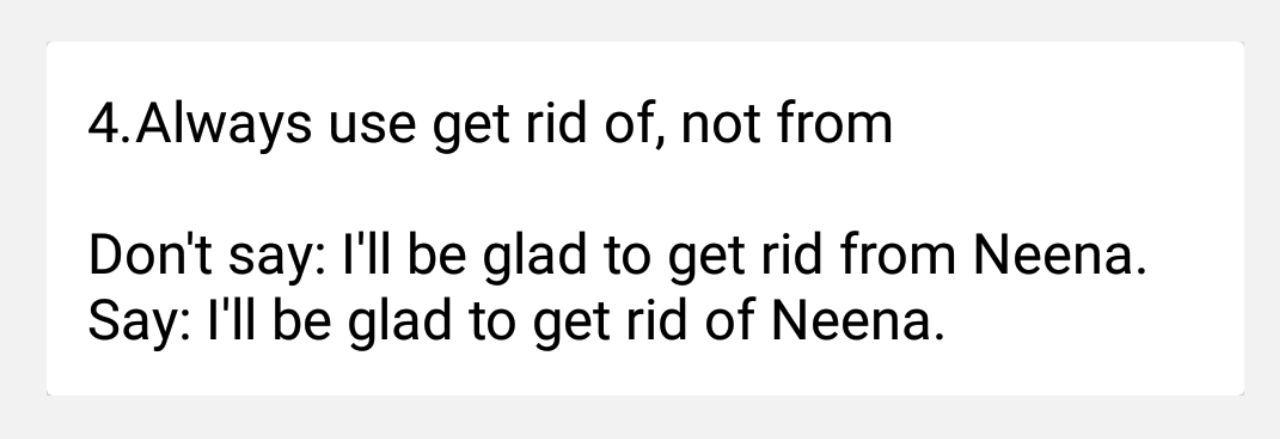 4.Always use get rid of, not from
Don't say: I'll be glad to get rid from Neena.
Say: I'll be glad to get rid of Neena.